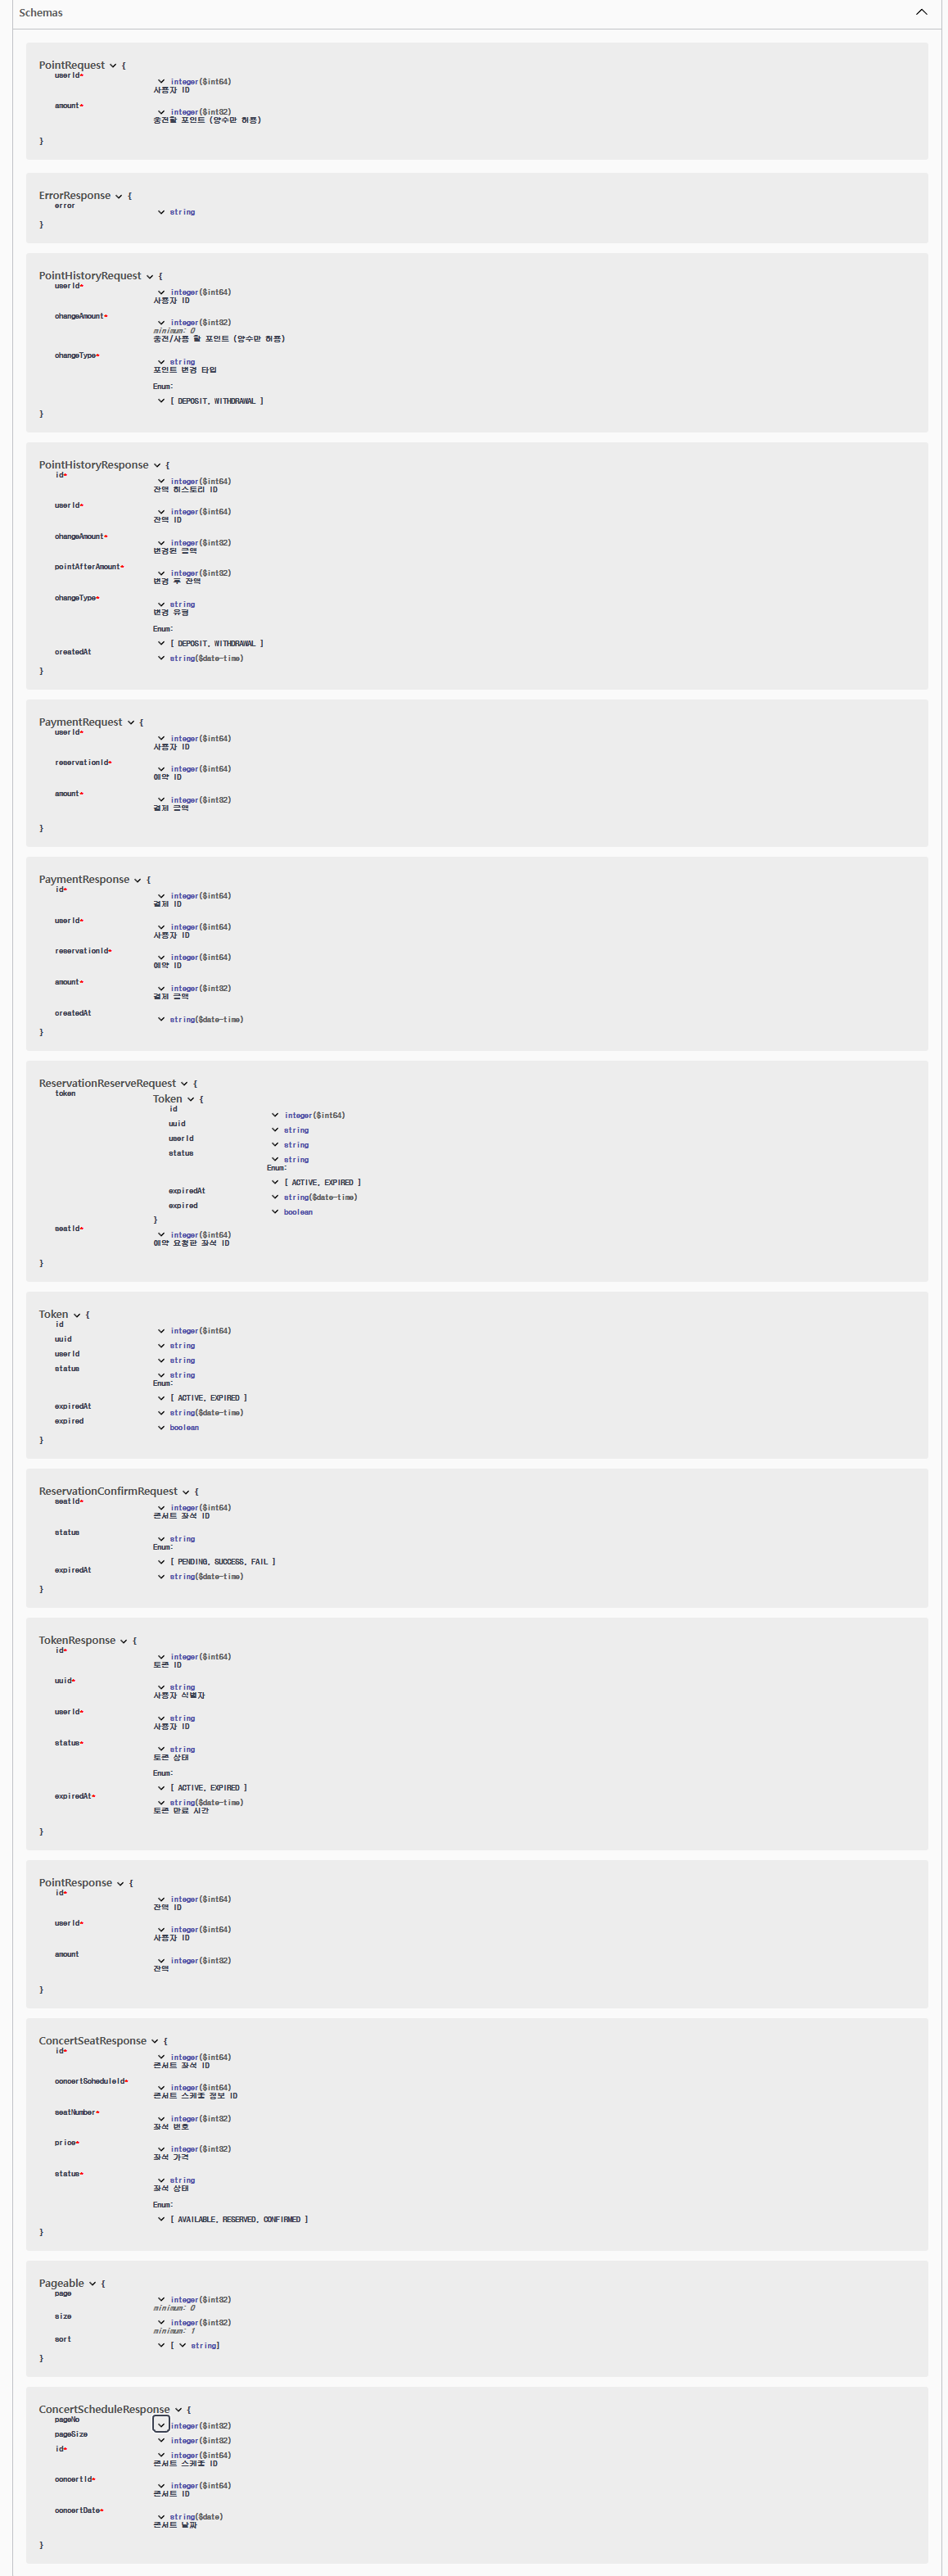 Schemas
PointRequest {
userId*
integer($int64)
사용자 ID
amount*
integer($int32)
충전할 포인트 (양수만 허용)
}
ErrorResponse {
error
string
}
PointHistoryRequest {
userId*
integer($int64)
사용자 ID
changeAmount*
integer($int32)
minimum: 0
충전/사용 할 포인트 (양수만 허용)
changeType*
string
포인트 변경 타입
Enum:
[ DEPOSIT, WITHDRAWAL ]
}
PointHistoryResponse {
id*
integer($int64)
잔액 히스토리 ID
userId*
integer($int64)
잔액 ID
changeAmount*
integer($int32)
변경된 금액
pointAfterAmount*
integer($int32)
변경 후 잔액
changeType*
string
변경 유형
Enum:
[ DEPOSIT, WITHDRAWAL ]
createdAt
string($date-time)
}
PaymentRequest {
userId*
integer($int64)
사용자 ID
reservationId*
integer($int64)
예약 ID
amount*
integer($int32)
결제 금액
}
PaymentResponse {
id*
integer($int64)
결제 ID
userId*
integer($int64)
사용자 ID
reservationId*
integer($int64)
예약 ID
amount*
integer($int32)
결제 금액
createdAt
string($date-time)
}
ReservationReserveRequest {
token
Token {
id
integer($int64)
uuid
string
userId
string
status
string
Enum:
[ ACTIVE, EXPIRED ]
expiredAt
string($date-time)
expired
boolean
}
seatId*
integer($int64)
예약 요청한 좌석 ID
}
Token {
id
integer($int64)
uuid
string
userId
string
status
string
Enum:
[ ACTIVE, EXPIRED ]
expiredAt
string($date-time)
expired
boolean
}
ReservationConfirmRequest {
seatId*
integer($int64)
콘서트 좌석 ID
status
string
Enum:
[ PENDING, SUCCESS, FAIL ]
expiredAt
string($date-time)
}
TokenResponse {
id*
integer($int64)
토큰 ID
uuid*
string
사용자 식별자
userId*
string
사용자 ID
status*
string
토큰 상태
Enum:
[ ACTIVE, EXPIRED ]
expiredAt*
string($date-time)
토큰 만료 시간
}
PointResponse {
id*
integer($int64)
잔액 ID
userId*
integer($int64)
사용자 ID
amount
integer($int32)
잔액
}
ConcertSeatResponse {
id*
integer($int64)
콘서트 좌석 ID
concertScheduleId*
integer($int64)
콘서트 스케줄 정보 ID
seatNumber*
integer($int32)
좌석 번호
price*
integer($int32)
좌석 가격
status*
string
좌석 상태
Enum:
[ AVAILABLE, RESERVED, CONFIRMED ]
}
Pageable {
page
integer($int32)
minimum: 0
size
integer($int32)
minimum: 1
sort
[ string]
}
ConcertScheduleResponse {
pageNo
integer($int32)
pageSize
integer($int32)
id*
integer($int64)
콘서트 스케줄 ID
concertId*
integer($int64)
콘서트 ID
concertDate*
string($date)
콘서트 날짜
}